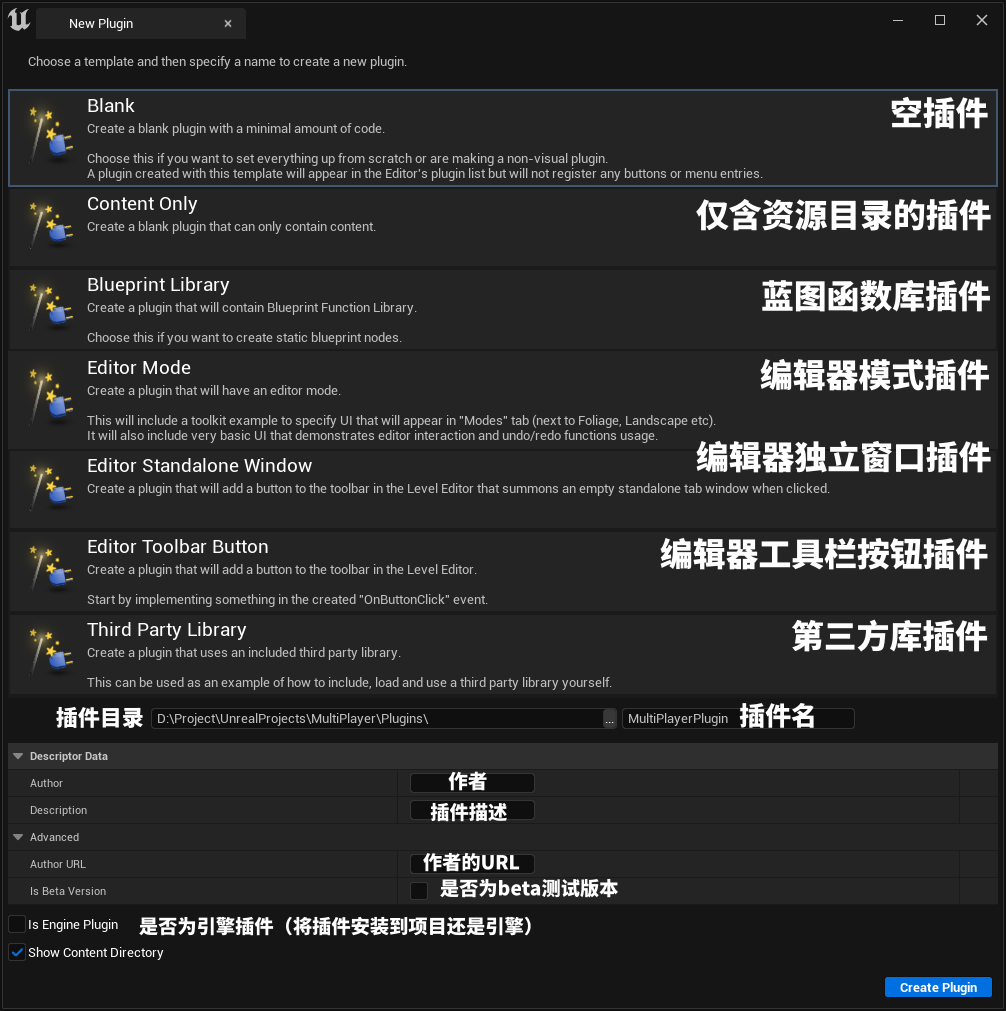 New Plugin
Choose a template and then specify a name to create a new plugin.
Blank 空插件
Create a blank plugin with a minimal amount of code.
Choose this if you want to set everything up from scratch or are making a non-visual plugin.
A plugin created with this template will appear in the Editor's plugin list but will not register any buttons or menu entries.
Content Only 仅含资源目录的插件
Create a blank plugin that can only contain content.
Blueprint Library 蓝图函数库插件
Create a plugin that will contain Blueprint Function Library.
Choose this if you want to create static blueprint nodes.
Editor Mode 编辑器模式插件
Create a plugin that will have an editor mode.
This will include a toolkit example to specify UI that will appear in "Modes" tab (next to Foliage, Landscape etc).
It will also include very basic UI that demonstrates editor interaction and undo/redo functions usage.
Editor Standalone Window 编辑器独立窗口插件
Create a plugin that will add a button to the toolbar in the Level Editor that summons an empty standalone tab window when clicked.
Editor Toolbar Button 编辑器工具栏按钮插件
Create a plugin that will add a button to the toolbar in the Level Editor.
Start by implementing something in the created "OnButtonClick" event.
Third Party Library 第三方库插件
Create a plugin that uses an included third party library.
This can be used as an example of how to include, load and use a third party library yourself.
插件目录 D:\Project\UnrealProjects\MultiPlayer\Plugins\ ... MultiPlayerPlugin 插件名
Descriptor Data
Author 作者
Description 插件描述
Advanced
Author URL 作者的URL
Is Beta Version 是否为beta测试版本
Is Engine Plugin 是否为引擎插件（将插件安装到项目还是引擎）
Show Content Directory
Create Plugin